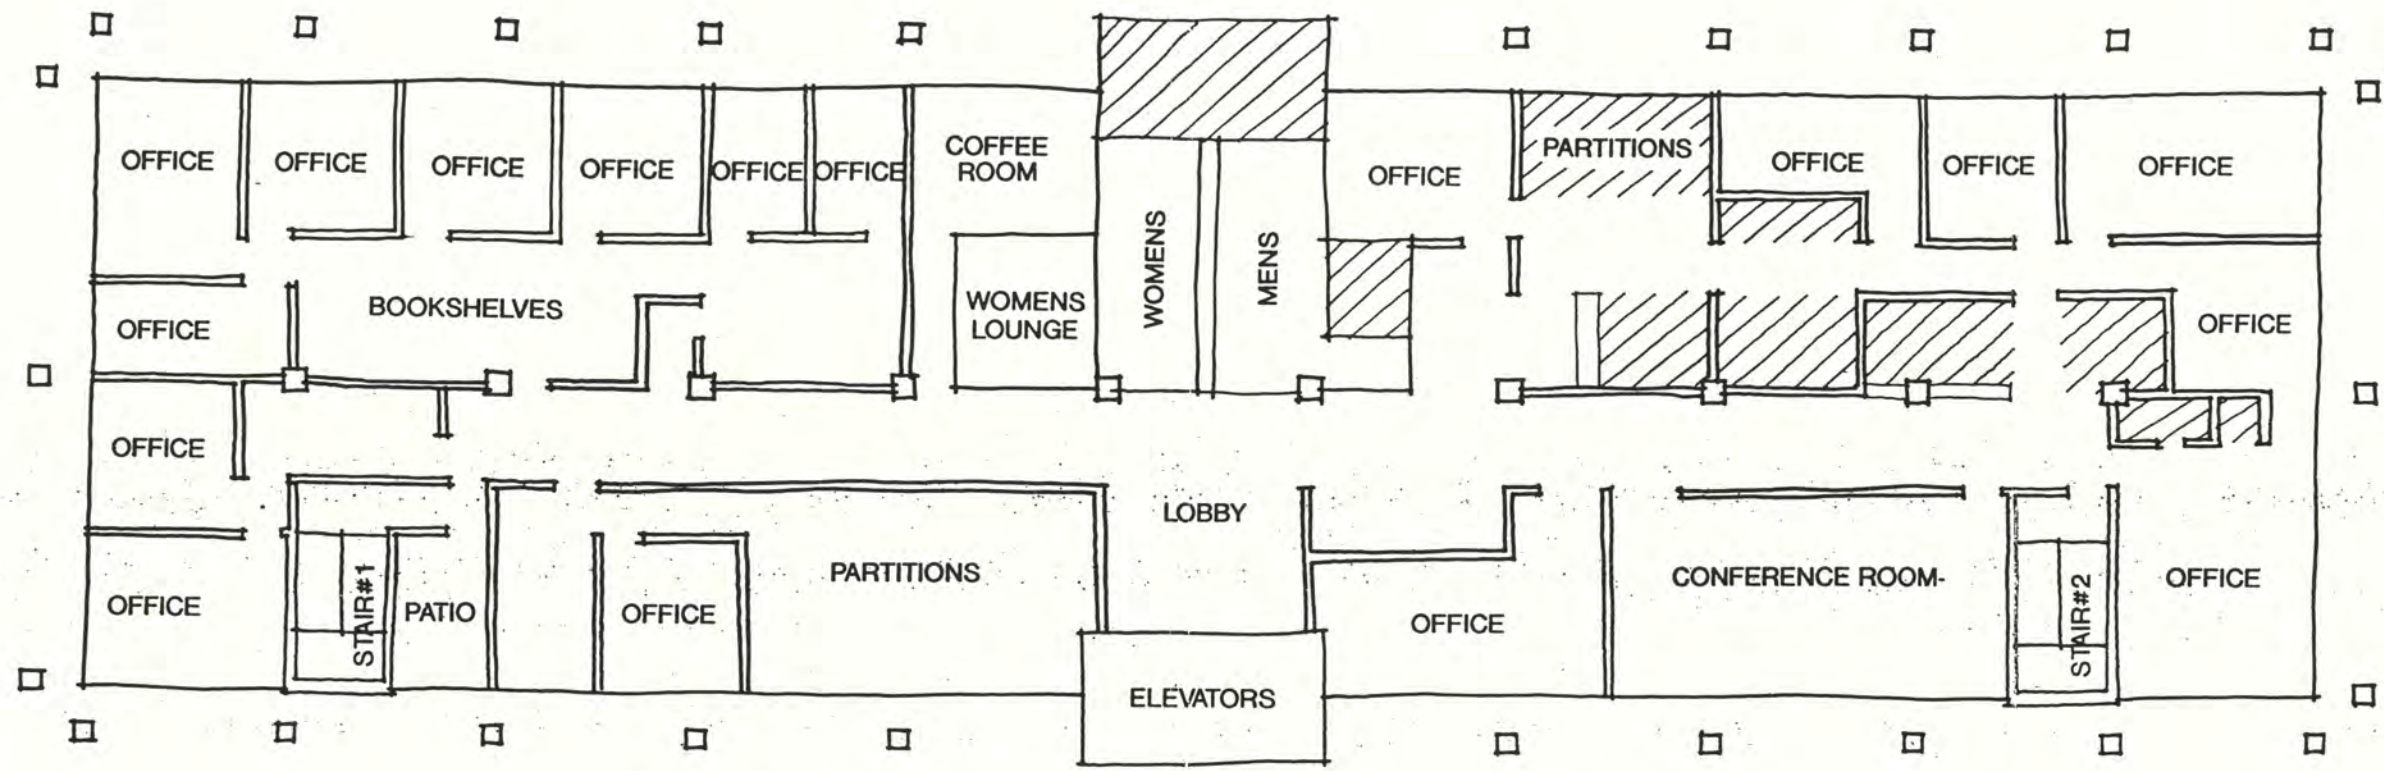 OFFICE
OFFICE
OFFICE
OFFICE
OFFICE
OFFICE
COFFEE
ROOM
OFFICE
PARTITIONS
OFFICE
OFFICE
OFFICE
OFFICE
BOOKSHELVES
WOMENS
LOUNGE
WOMENS
MENS
OFFICE
OFFICE
LOBBY
OFFICE
STAIR#1
PATIO
OFFICE
PARTITIONS
ELEVATORS
OFFICE
CONFERENCE ROOM-
STAIR#2
OFFICE